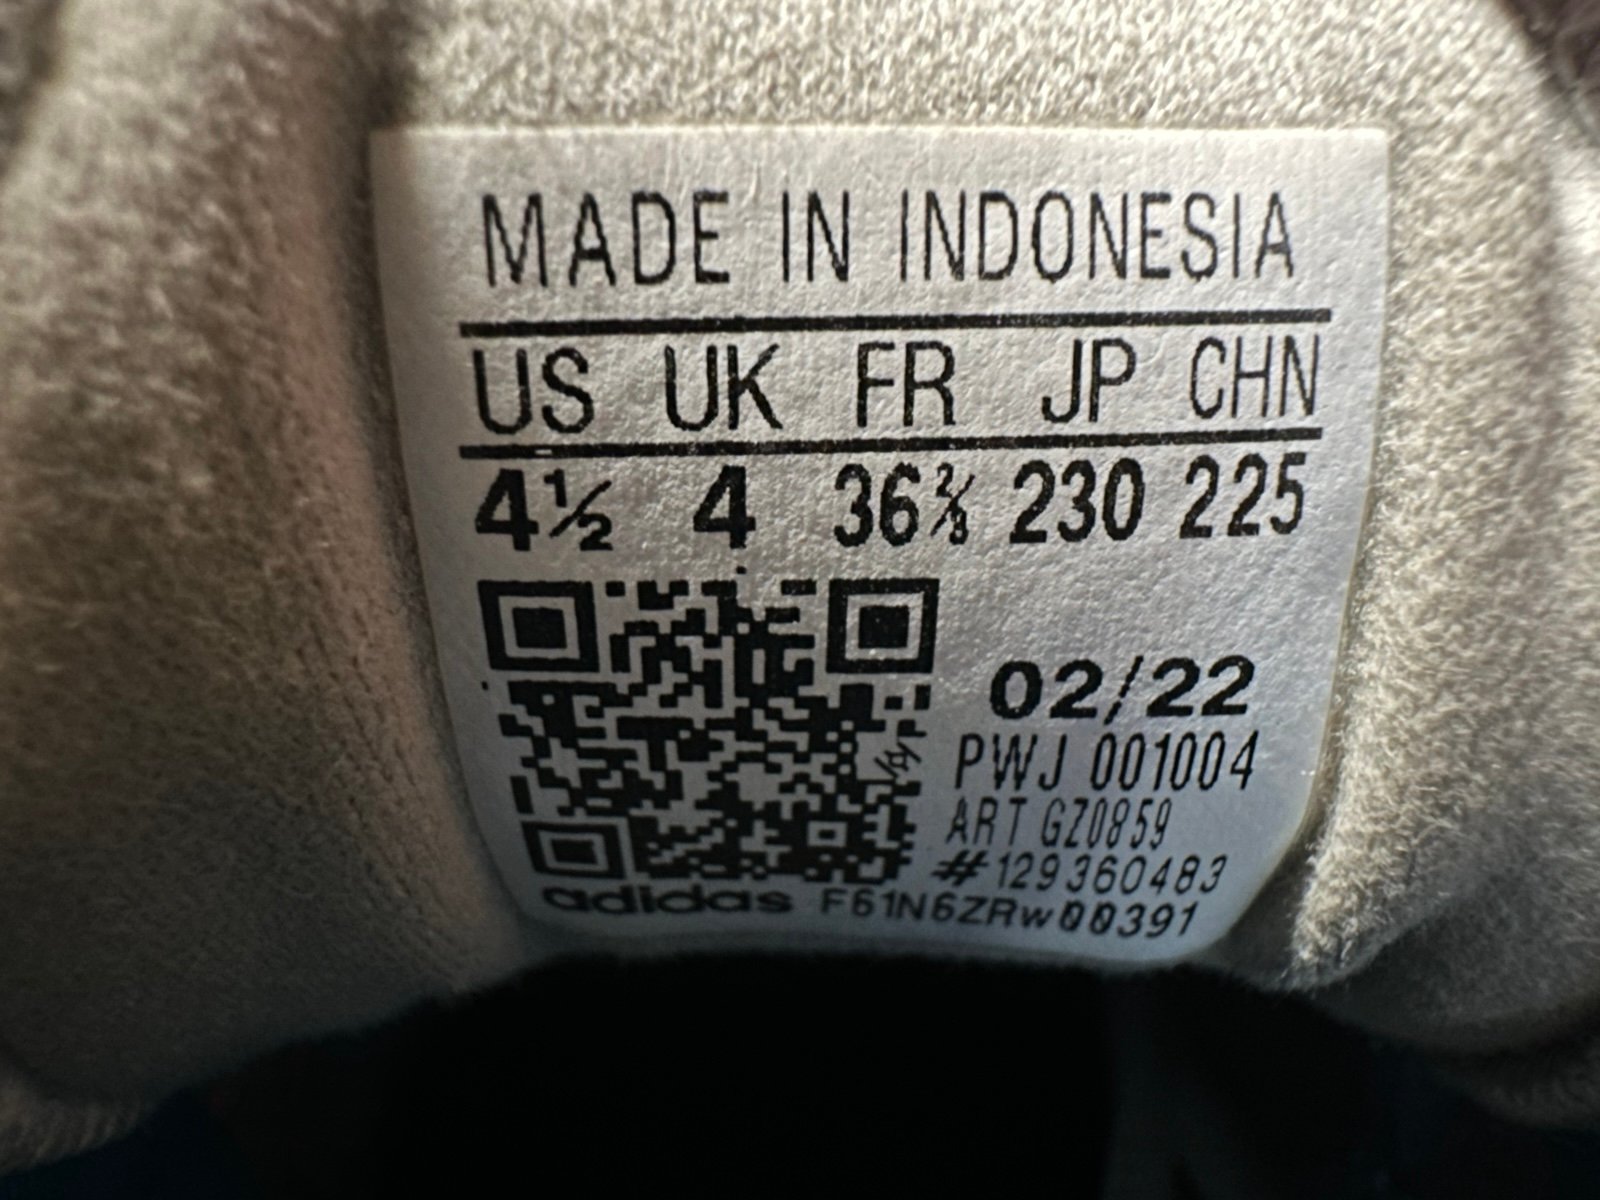 MADE IN INDONESIA
US UK FR JP CHN
4½ 4 36⅔ 230 225
02/22
PWJ 001004
ART GZ0859
#129360483
adidas F61N6ZRw00391